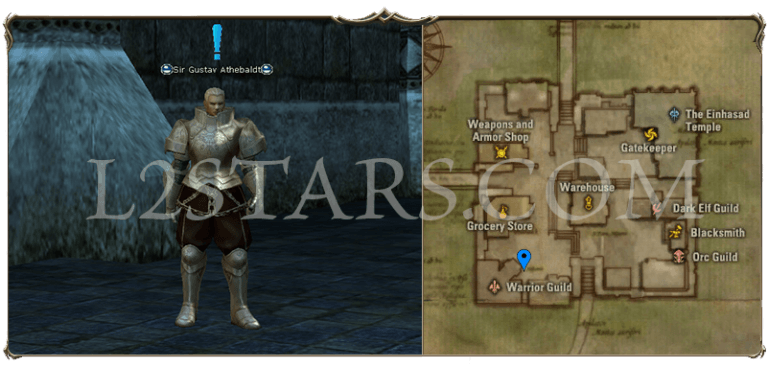 !
Sir Gustav Athebaldt
L2STARS.COM
The Einhasad
Temple
Weapons and
Armor Shop
Gatekeeper
Warehouse
Dark Elf Guild
Grocery Store
Blacksmith
Orc Guild
Warrior Guild